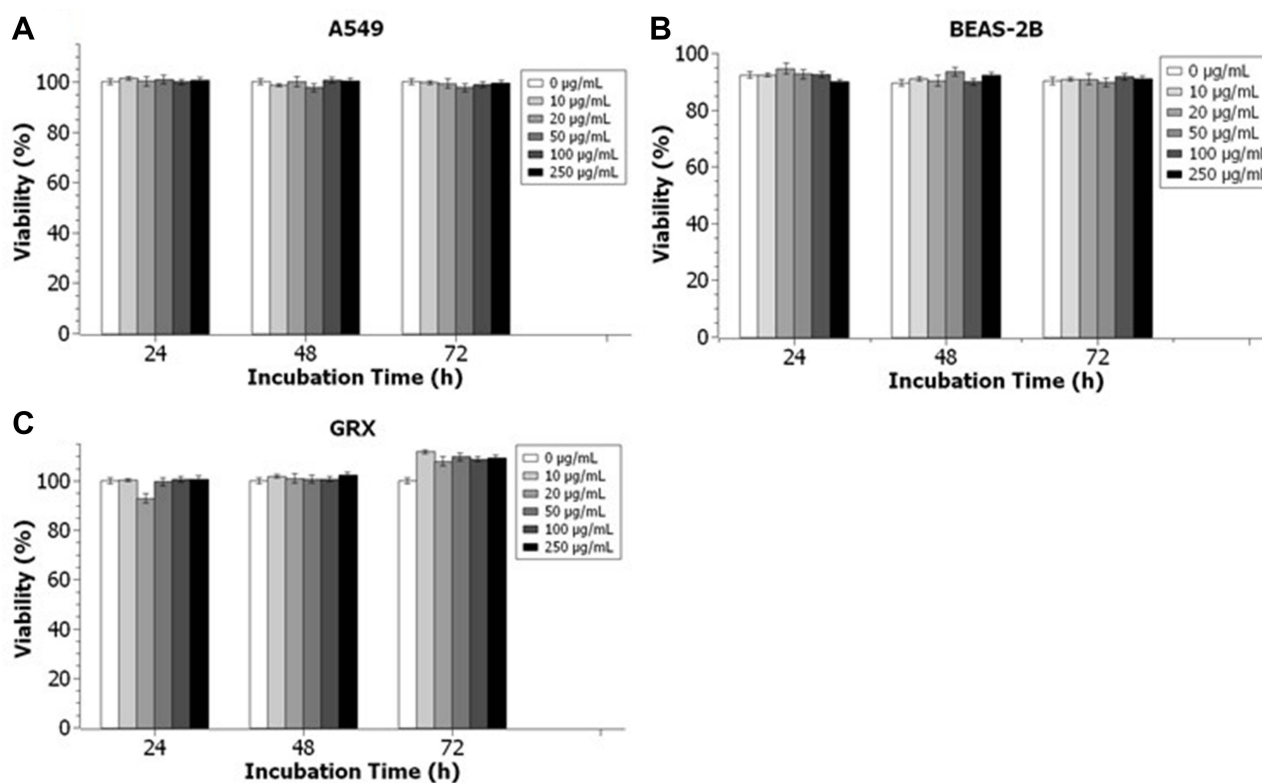 A
A549
Viability (%)
100
80
60
40
20
0
24
48
72
Incubation Time (h)
0 µg/mL
10 µg/mL
20 µg/mL
50 µg/mL
100 µg/mL
250 µg/mL
B
BEAS-2B
Viability (%)
100
80
60
40
20
0
24
48
72
Incubation Time (h)
0 µg/mL
10 µg/mL
20 µg/mL
50 µg/mL
100 µg/mL
250 µg/mL
C
GRX
Viability (%)
100
80
60
40
20
0
24
48
72
Incubation Time (h)
0 µg/mL
10 µg/mL
20 µg/mL
50 µg/mL
100 µg/mL
250 µg/mL